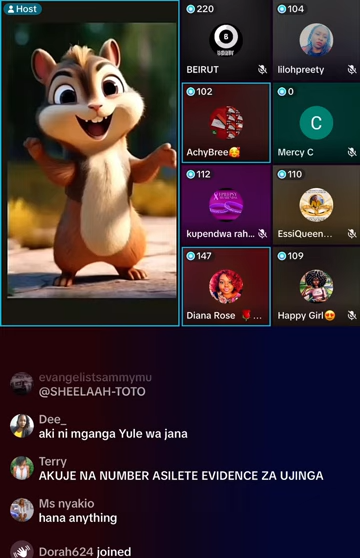 Host
220
BEIRUT
104
lilohpreety
102
AchyBree🥰
0
C
Mercy C
112
kupendwa rah...
110
EssiQueen...
147
Diana Rose 🌹...
109
Happy Girl😍
evangelistsammymu
@SHEELAAH-TOTO
Dee_
aki ni mganga Yule wa jana
Terry
AKUJE NA NUMBER ASILETE EVIDENCE ZA UJINGA
Ms nyakio
hana anything
Dorah624 joined